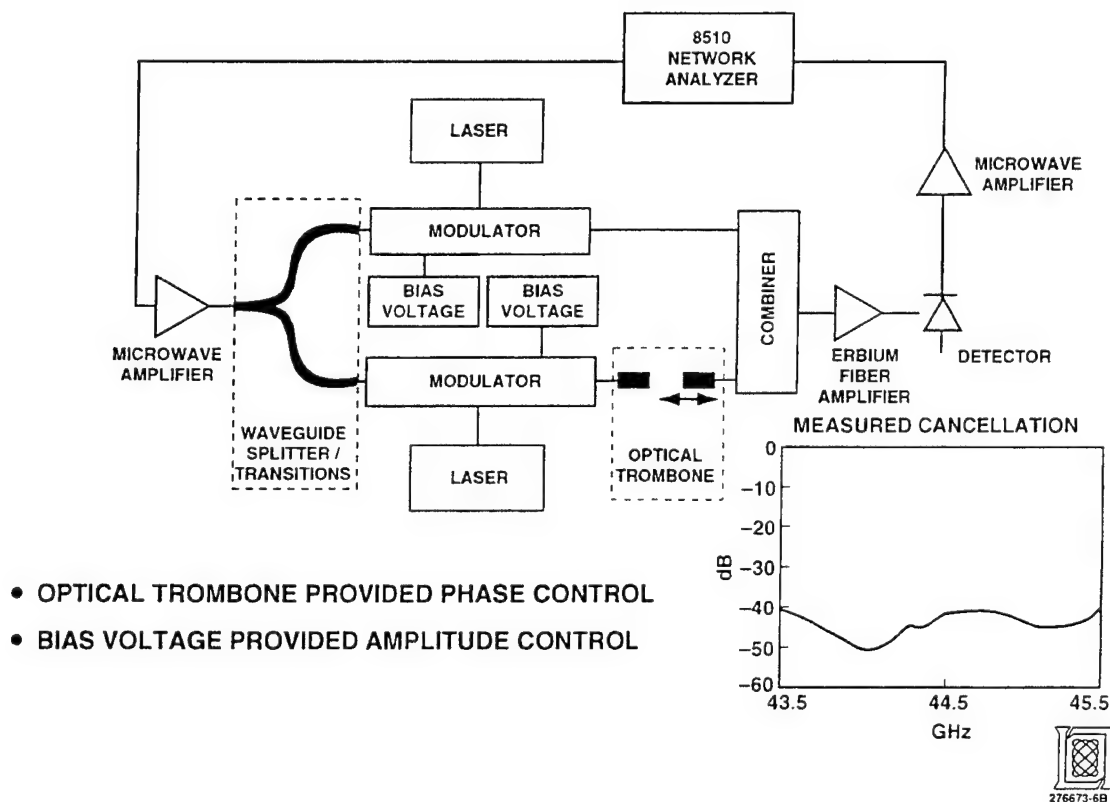 8510
NETWORK
ANALYZER
LASER
MICROWAVE
AMPLIFIER
MODULATOR
BIAS
VOLTAGE
BIAS
VOLTAGE
COMBINER
MICROWAVE
AMPLIFIER
MODULATOR
ERBIUM
FIBER
AMPLIFIER
DETECTOR
WAVEGUIDE
SPLITTER /
TRANSITIONS
LASER
OPTICAL
TROMBONE
MEASURED CANCELLATION
0
−10
−20
−30
−40
−50
−60
dB
43.5
44.5
45.5
GHz
• OPTICAL TROMBONE PROVIDED PHASE CONTROL
• BIAS VOLTAGE PROVIDED AMPLITUDE CONTROL
276673-6B